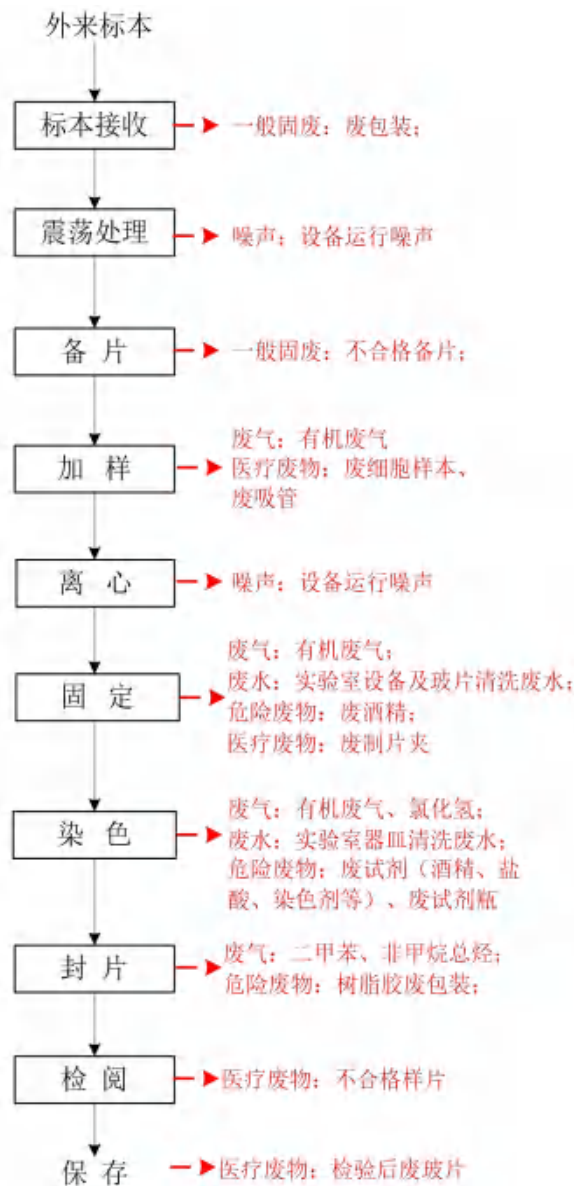 外来标本
标本接收
一般固废：废包装；
震荡处理
噪声：设备运行噪声
备 片
一般固废：不合格备片；
加 样
废气：有机废气
医疗废物：废细胞样本、
废吸管
离 心
噪声：设备运行噪声
固 定
废气：有机废气；
废水：实验室设备及玻片清洗废水；
危险废物：废酒精；
医疗废物：废制片夹
染 色
废气：有机废气、氯化氢；
废水：实验室器皿清洗废水；
危险废物：废试剂（酒精、盐
酸、染色剂等）、废试剂瓶
封 片
废气：二甲苯、非甲烷总烃；
危险废物：树脂胶废包装；
检 阅
医疗废物：不合格样片
保 存
医疗废物：检验后废玻片